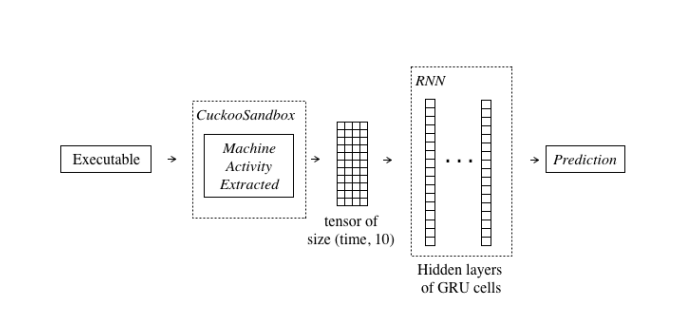 Executable
CuckooSandbox
Machine
Activity
Extracted
tensor of
size (time, 10)
RNN
...
Hidden layers
of GRU cells
Prediction